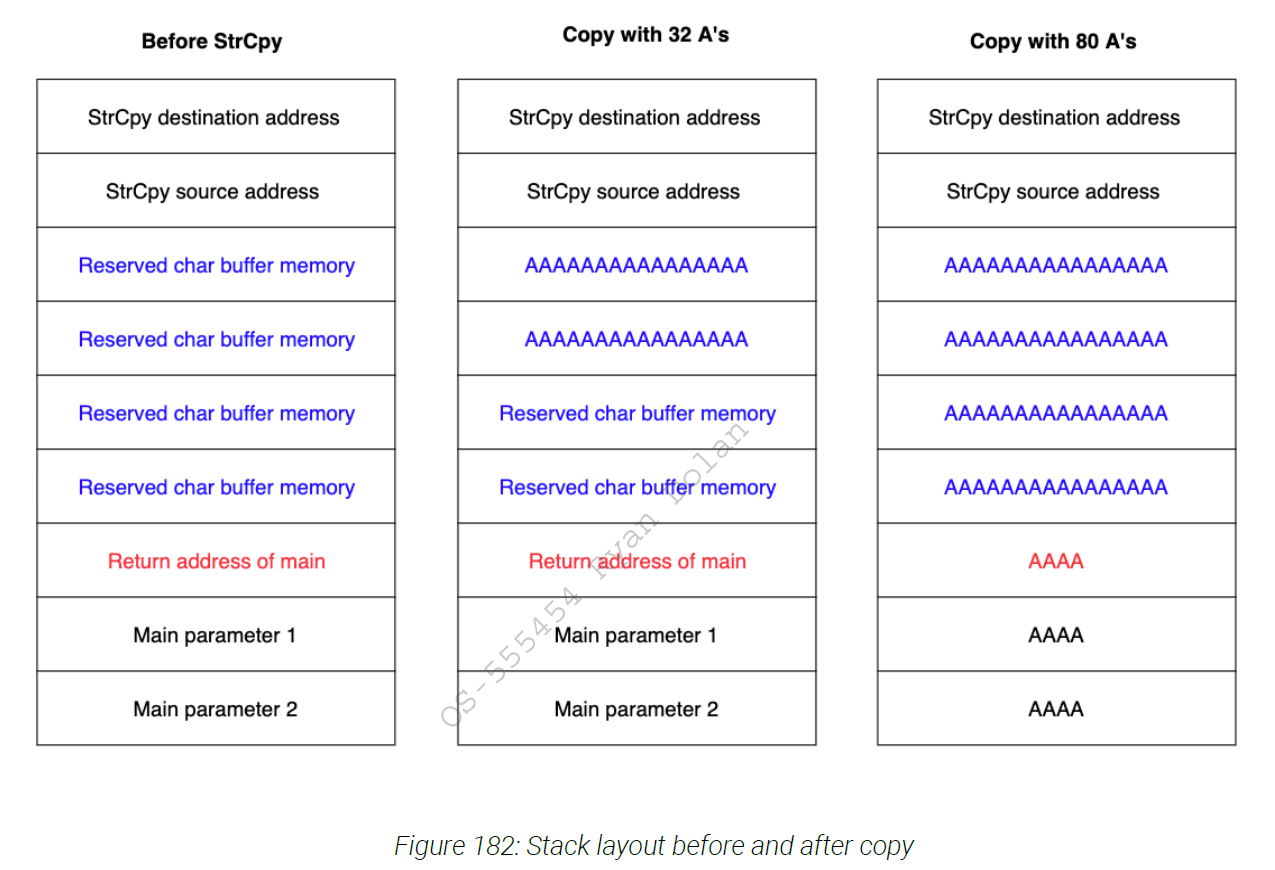 Before StrCpy
StrCpy destination address
StrCpy source address
Reserved char buffer memory
Reserved char buffer memory
Reserved char buffer memory
Reserved char buffer memory
Return address of main
Main parameter 1
Main parameter 2
Copy with 32 A's
StrCpy destination address
StrCpy source address
AAAAAAAAAAAAAAAA
AAAAAAAAAAAAAAAA
Reserved char buffer memory
Reserved char buffer memory
Return address of main
Main parameter 1
Main parameter 2
Copy with 80 A's
StrCpy destination address
StrCpy source address
AAAAAAAAAAAAAAAA
AAAAAAAAAAAAAAAA
AAAAAAAAAAAAAAAA
AAAAAAAAAAAAAAAA
AAAA
AAAA
AAAA
OS-555454 Ryan Dolan
Figure 182: Stack layout before and after copy